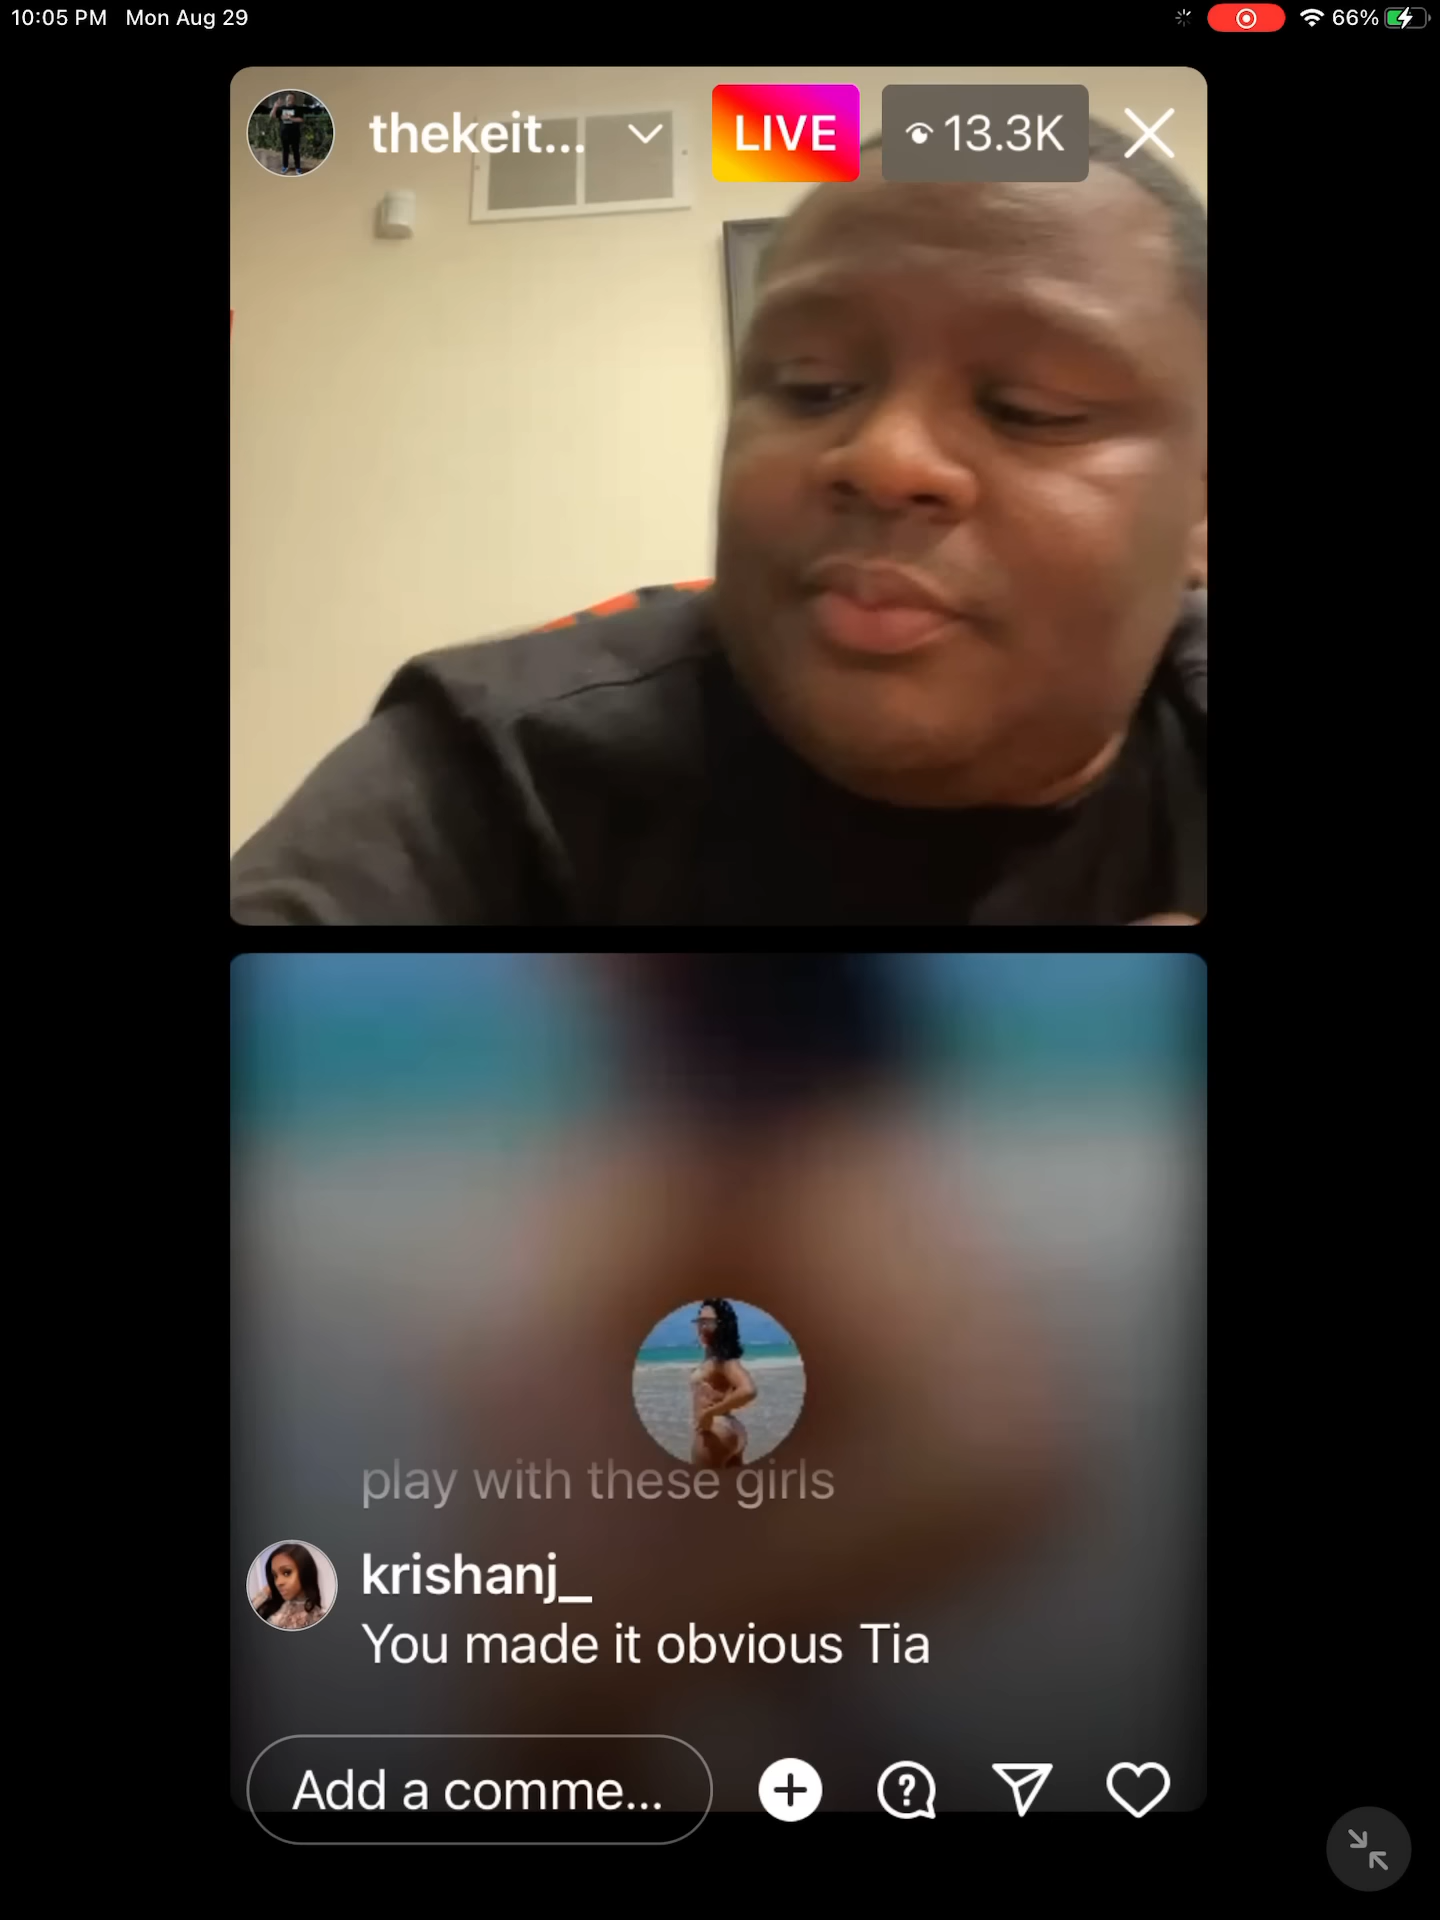 10:05 PM Mon Aug 29
66%
thekeit...
LIVE
13.3K
play with these girls
krishanj_
You made it obvious Tia
Add a comme...